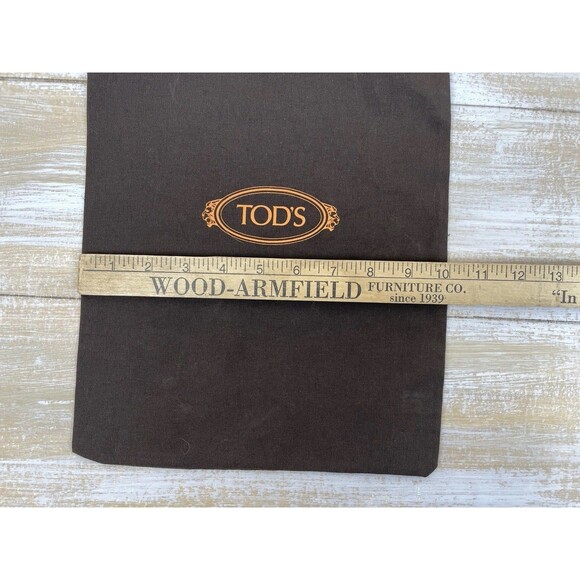 TOD'S
1 2 3 4 5 6 7 8 9 10 11 12 13
WOOD-ARMFIELD FURNITURE CO.
since 1939
"In